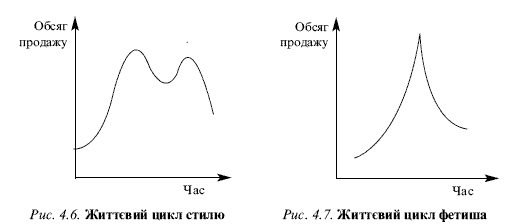 Обсяг
продажу
Час
Рис. 4.6. Життєвий цикл стилю
Обсяг
продажу
Час
Рис. 4.7. Життєвий цикл фетиша